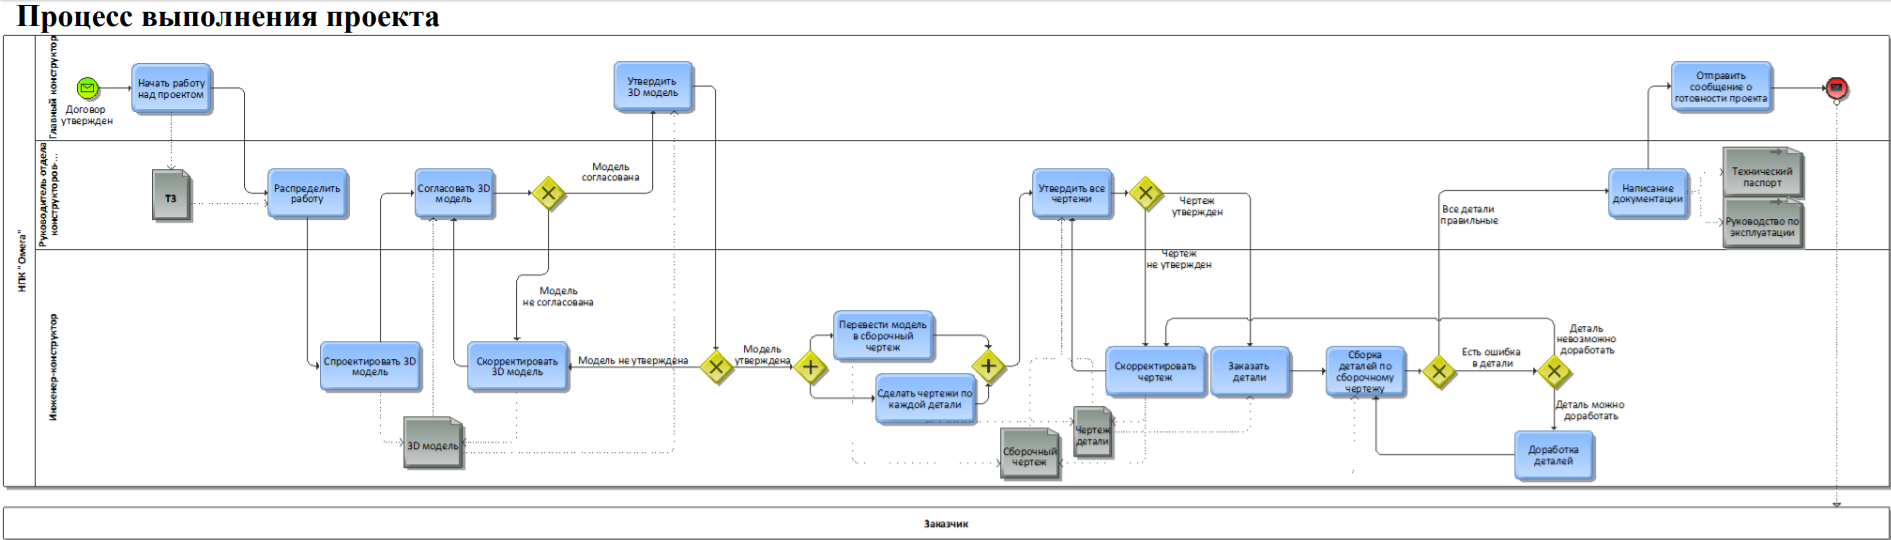 Процесс выполнения проекта
НПК "Омега"
Главный конструктор
Договор
утвержден
Начать работу
над проектом
Утвердить
3D модель
Отправить
сообщение о
готовности проекта
Руководитель отдела
конструкторов-...
ТЗ
Распределить
работу
Согласовать 3D
модель
Модель
согласована
Утвердить все
чертежи
Чертеж
утвержден
Все детали
правильные
Написание
документации
Технический
паспорт
Руководство по
эксплуатации
Инженер-конструктор
Чертеж
не утвержден
Модель
не согласована
Спроектировать 3D
модель
Скорректировать
3D модель
Модель не утверждена
Модель
утверждена
Перевести модель
в сборочный
чертеж
Сделать чертежи по
каждой детали
Скорректировать
чертеж
Заказать
детали
Сборка
деталей по
сборочному
чертежу
Есть ошибка
в детали
Деталь
невозможно
доработать
Деталь можно
доработать
3D модель
Сборочный
чертеж
Чертеж
детали
Доработка
деталей
Заказчик